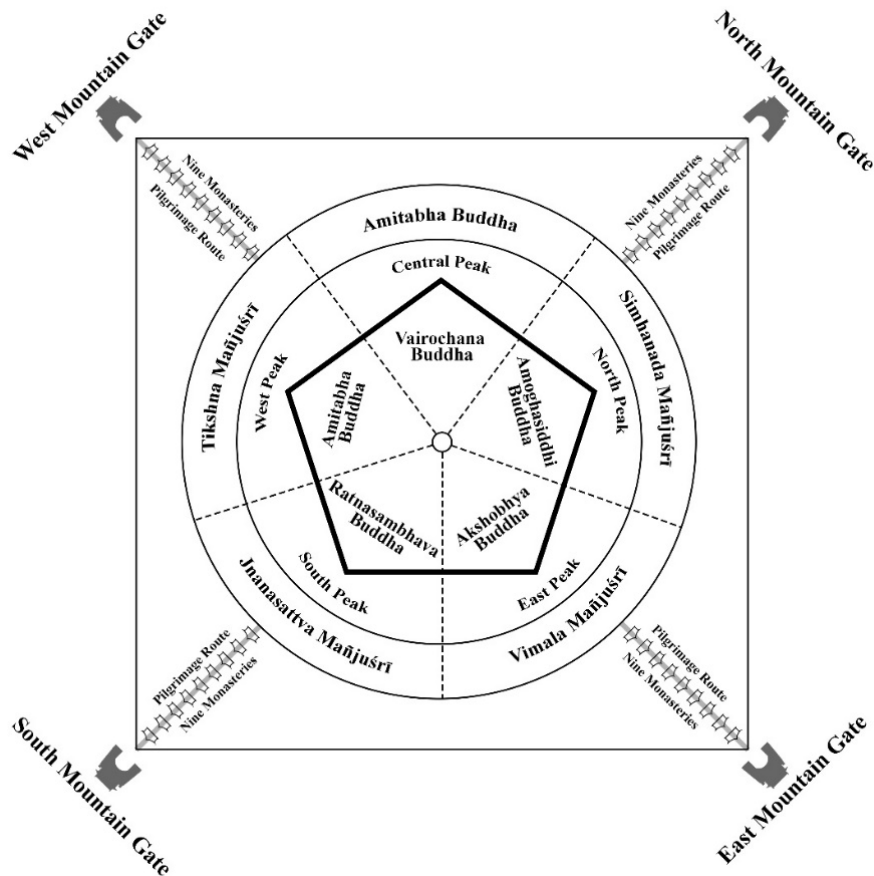 West Mountain Gate
North Mountain Gate
Nine Monasteries
Pilgrimage Route
Nine Monasteries
Pilgrimage Route
Amitabha Buddha
Central Peak
Tikshna Mañjuśrī
Simhanada Mañjuśrī
West Peak
North Peak
Vairochana
Buddha
Amitabha
Buddha
Amoghasiddhi
Buddha
Ratnasambhava
Buddha
Akshobhya
Buddha
South Peak
East Peak
Jnanasattva Mañjuśrī
Vimala Mañjuśrī
Pilgrimage Route
Nine Monasteries
Pilgrimage Route
Nine Monasteries
South Mountain Gate
East Mountain Gate